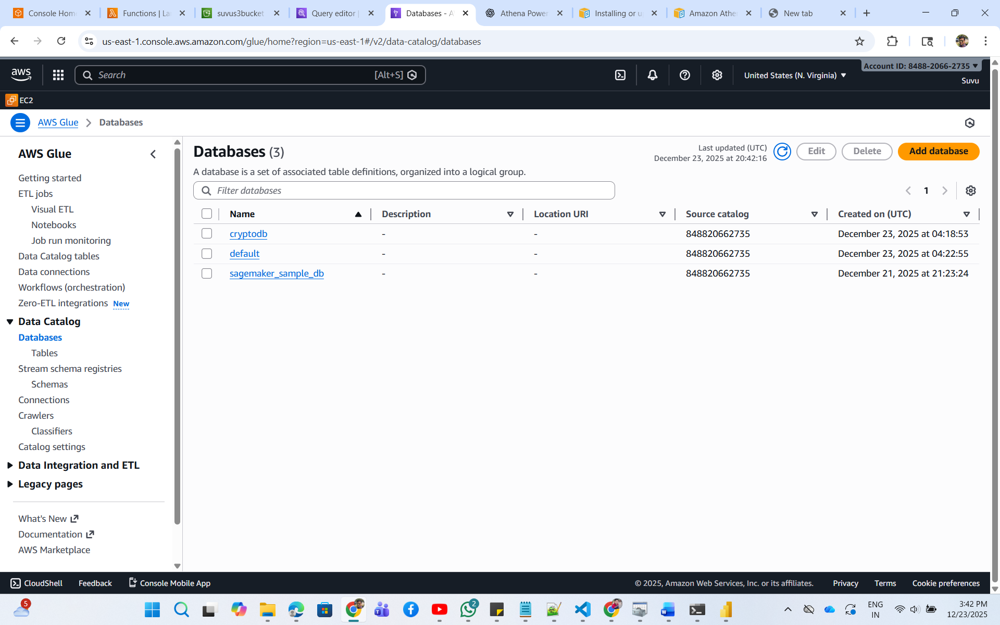 Console Hom
Functions | La
suvus3bucket
Query editor |
Databases - A
Athena Power
Installing or u
Amazon Athe
New tab
us-east-1.console.aws.amazon.com/glue/home?region=us-east-1#/v2/data-catalog/databases
aws
Search
[Alt+S]
United States (N. Virginia)
Account ID: 8488-2066-2735
Suvu
EC2
AWS Glue
Databases
AWS Glue
Getting started
ETL jobs
Visual ETL
Notebooks
Job run monitoring
Data Catalog tables
Data connections
Workflows (orchestration)
Zero-ETL integrations New
Data Catalog
Databases
Tables
Stream schema registries
Schemas
Connections
Crawlers
Classifiers
Catalog settings
Data Integration and ETL
Legacy pages
What's New
Documentation
AWS Marketplace
Databases (3)
Last updated (UTC)
December 23, 2025 at 20:42:16
Edit
Delete
Add database
A database is a set of associated table definitions, organized into a logical group.
Filter databases
1
Name Description Location URI Source catalog Created on (UTC)
cryptodb - - 848820662735 December 23, 2025 at 04:18:53
default - - 848820662735 December 23, 2025 at 04:22:55
sagemaker_sample_db - - 848820662735 December 21, 2025 at 21:23:24
CloudShell Feedback Console Mobile App © 2025, Amazon Web Services, Inc. or its affiliates. Privacy Terms Cookie preferences
5
2
ENG
IN
3:42 PM
12/23/2025